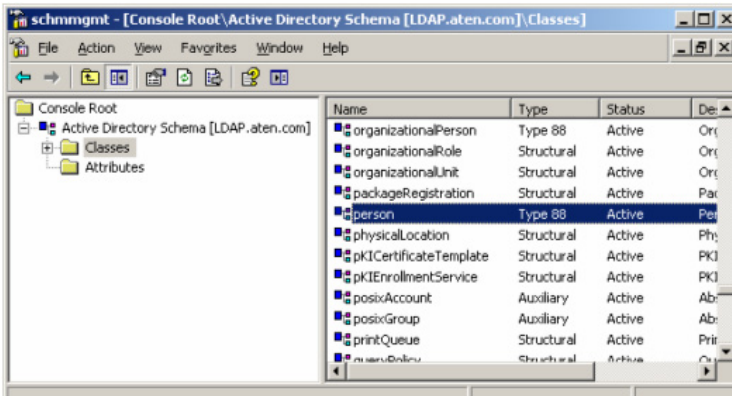 schmmgmt - [Console Root\Active Directory Schema [LDAP.aten.com]\Classes]
File Action View Favorites Window Help
Console Root
Active Directory Schema [LDAP.aten.com]
Classes
Attributes
Name Type Status
organizationalPerson Type 88 Active
organizationalRole Structural Active
organizationalUnit Structural Active
packageRegistration Structural Active
person Type 88 Active
physicalLocation Structural Active
pKICertificateTemplate Structural Active
pKIEnrollmentService Structural Active
posixAccount Auxiliary Active
posixGroup Auxiliary Active
printQueue Structural Active
queryPolicy Structural Active